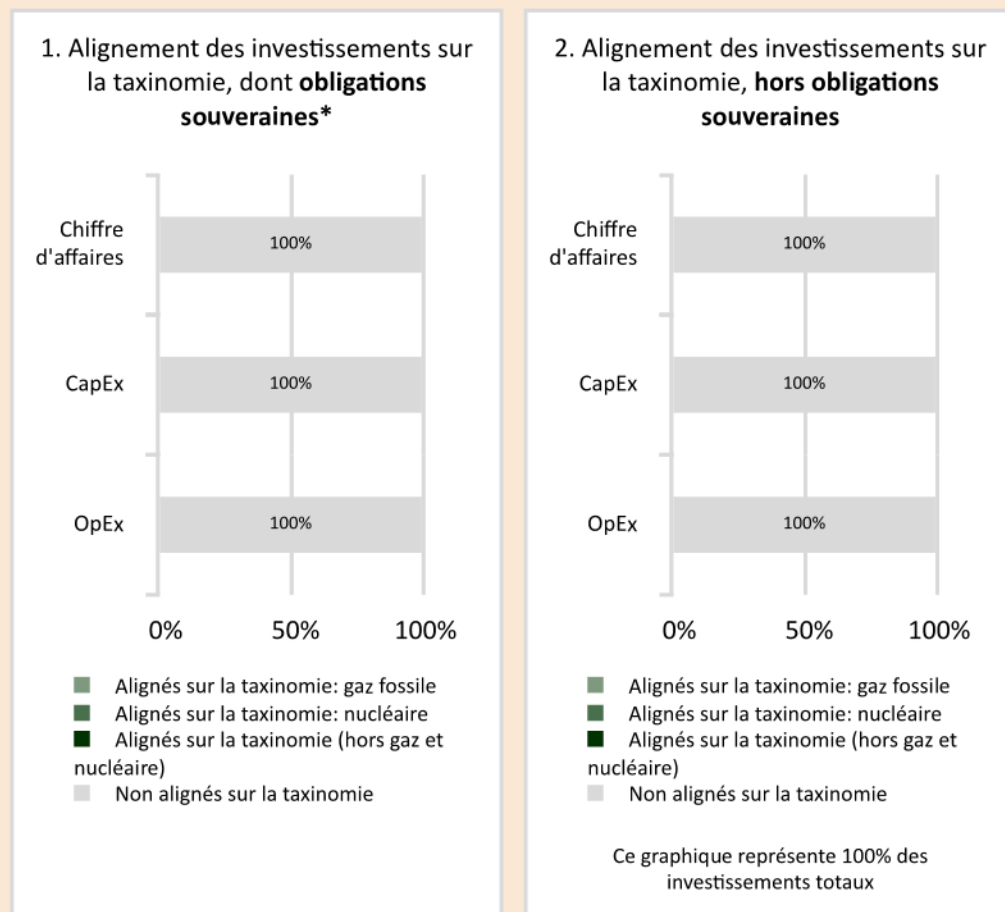 1. Alignement des investissements sur
la taxinomie, dont obligations
souveraines*
Chiffre
d'affaires
100%
CapEx
100%
OpEx
100%
0% 50% 100%
Alignés sur la taxinomie: gaz fossile
Alignés sur la taxinomie: nucléaire
Alignés sur la taxinomie (hors gaz et
nucléaire)
Non alignés sur la taxinomie
2. Alignement des investissements sur
la taxinomie, hors obligations
souveraines
Chiffre
d'affaires
100%
CapEx
100%
OpEx
100%
0% 50% 100%
Alignés sur la taxinomie: gaz fossile
Alignés sur la taxinomie: nucléaire
Alignés sur la taxinomie (hors gaz et
nucléaire)
Non alignés sur la taxinomie
Ce graphique représente 100% des
investissements totaux